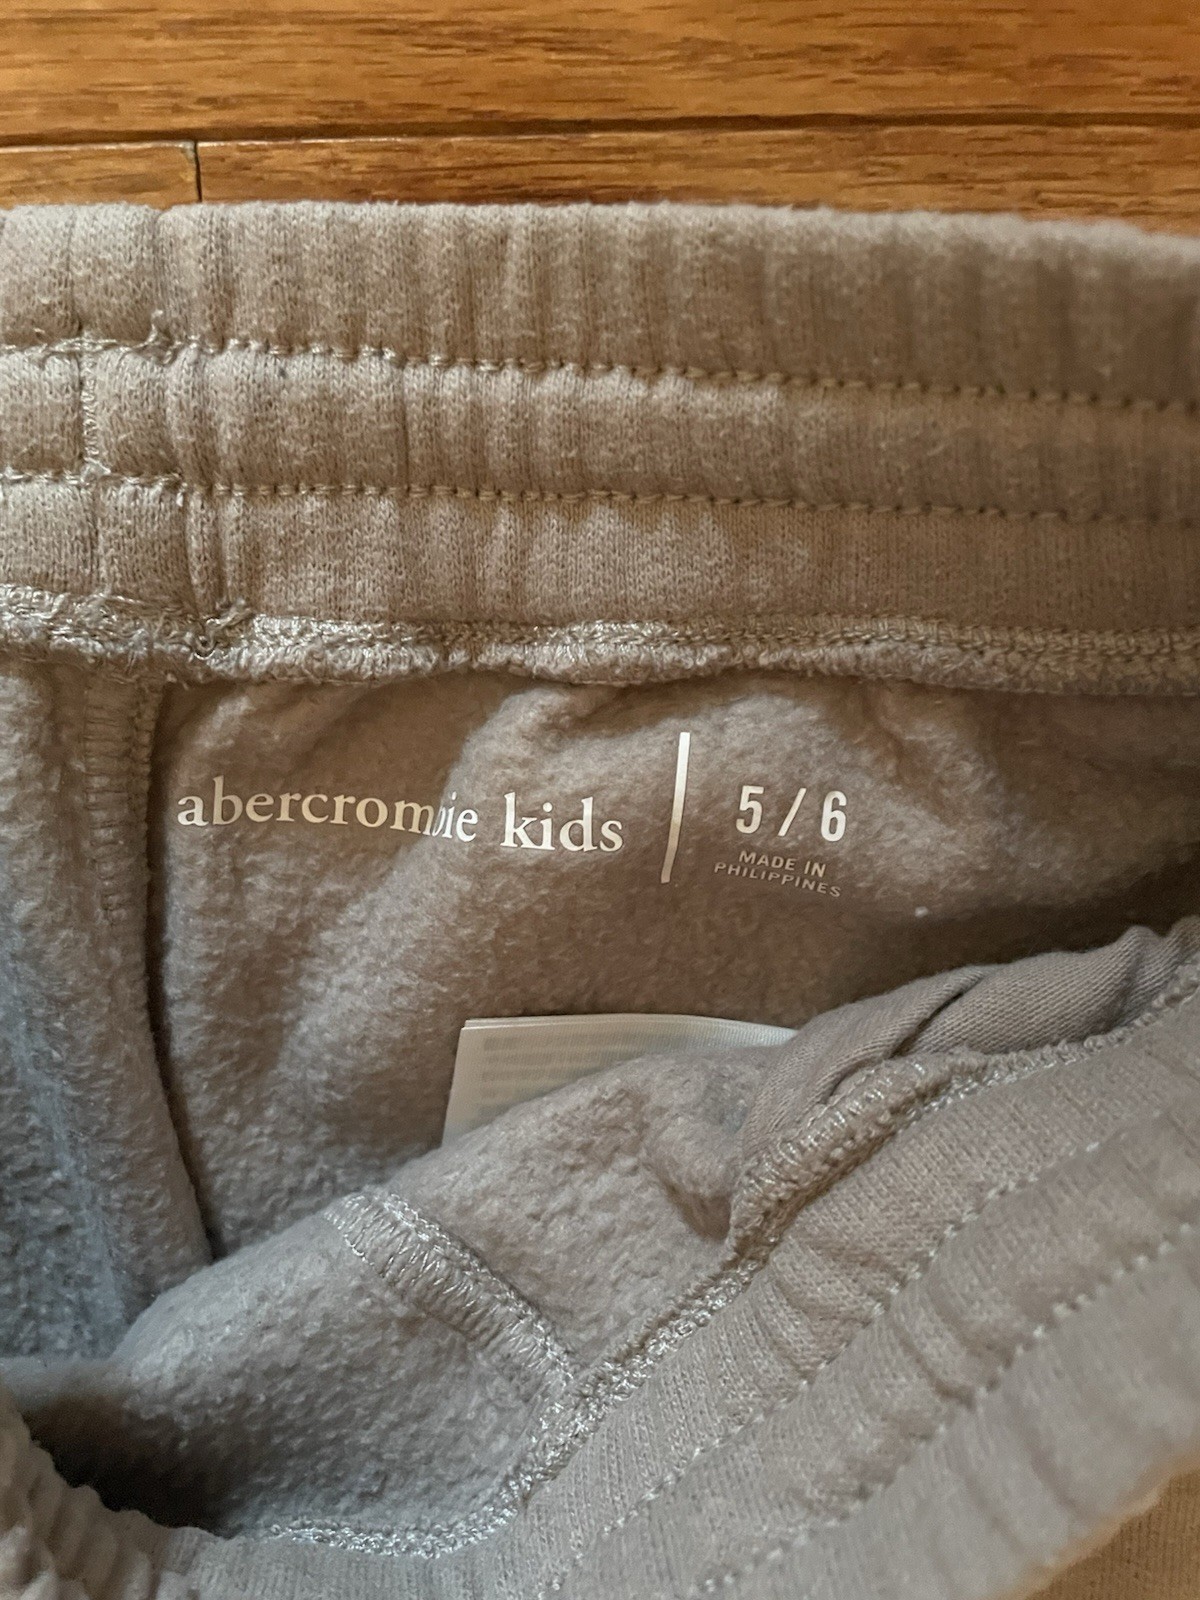 abercrombie kids
5/6
MADE IN
PHILIPPINES